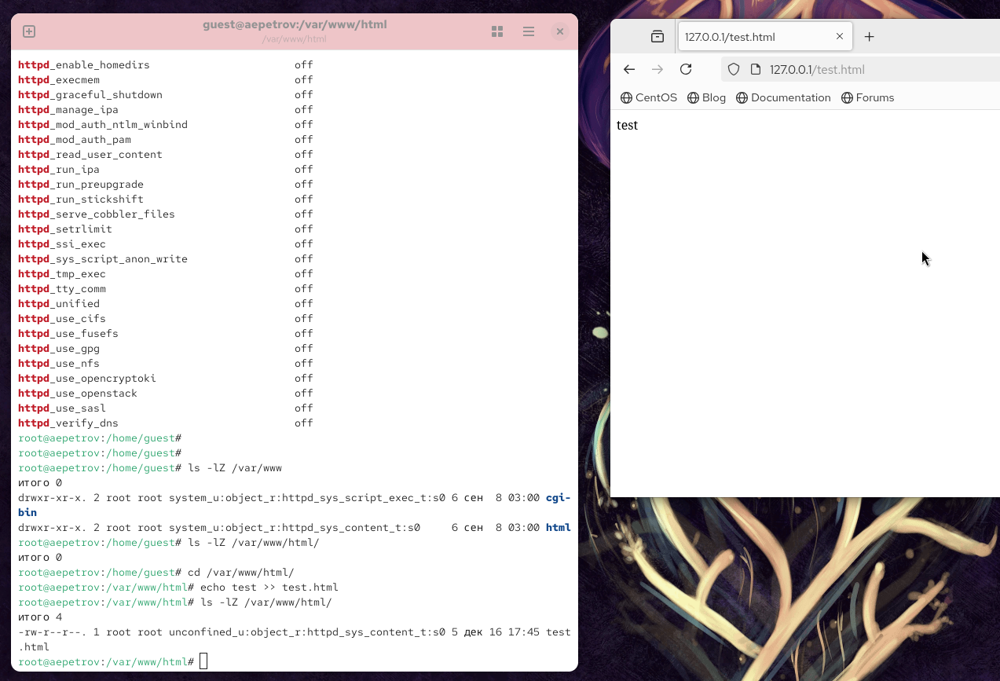 guest@aepetrov:/var/www/html
/var/www/html
httpd_enable_homedirs off
httpd_execmem off
httpd_graceful_shutdown off
httpd_manage_ipa off
httpd_mod_auth_ntlm_winbind off
httpd_mod_auth_pam off
httpd_read_user_content off
httpd_run_ipa off
httpd_run_preupgrade off
httpd_run_stickshift off
httpd_serve_cobbler_files off
httpd_setrlimit off
httpd_ssi_exec off
httpd_sys_script_anon_write off
httpd_tmp_exec off
httpd_tty_comm off
httpd_unified off
httpd_use_cifs off
httpd_use_fusefs off
httpd_use_gpg off
httpd_use_nfs off
httpd_use_opencryptoki off
httpd_use_openstack off
httpd_use_sasl off
httpd_verify_dns off
root@aepetrov:/home/guest#
root@aepetrov:/home/guest#
root@aepetrov:/home/guest# ls -lZ /var/www
итого 0
drwxr-xr-x. 2 root root system_u:object_r:httpd_sys_script_exec_t:s0 6 сен  8 03:00 cgi-
bin
drwxr-xr-x. 2 root root system_u:object_r:httpd_sys_content_t:s0     6 сен  8 03:00 html
root@aepetrov:/home/guest# ls -lZ /var/www/html/
итого 0
root@aepetrov:/home/guest# cd /var/www/html/
root@aepetrov:/var/www/html# echo test >> test.html
root@aepetrov:/var/www/html# ls -lZ /var/www/html/
итого 4
-rw-r--r--. 1 root root unconfined_u:object_r:httpd_sys_content_t:s0 5 дек 16 17:45 test
.html
root@aepetrov:/var/www/html#
127.0.0.1/test.html
127.0.0.1/test.html
CentOS Blog Documentation Forums
test